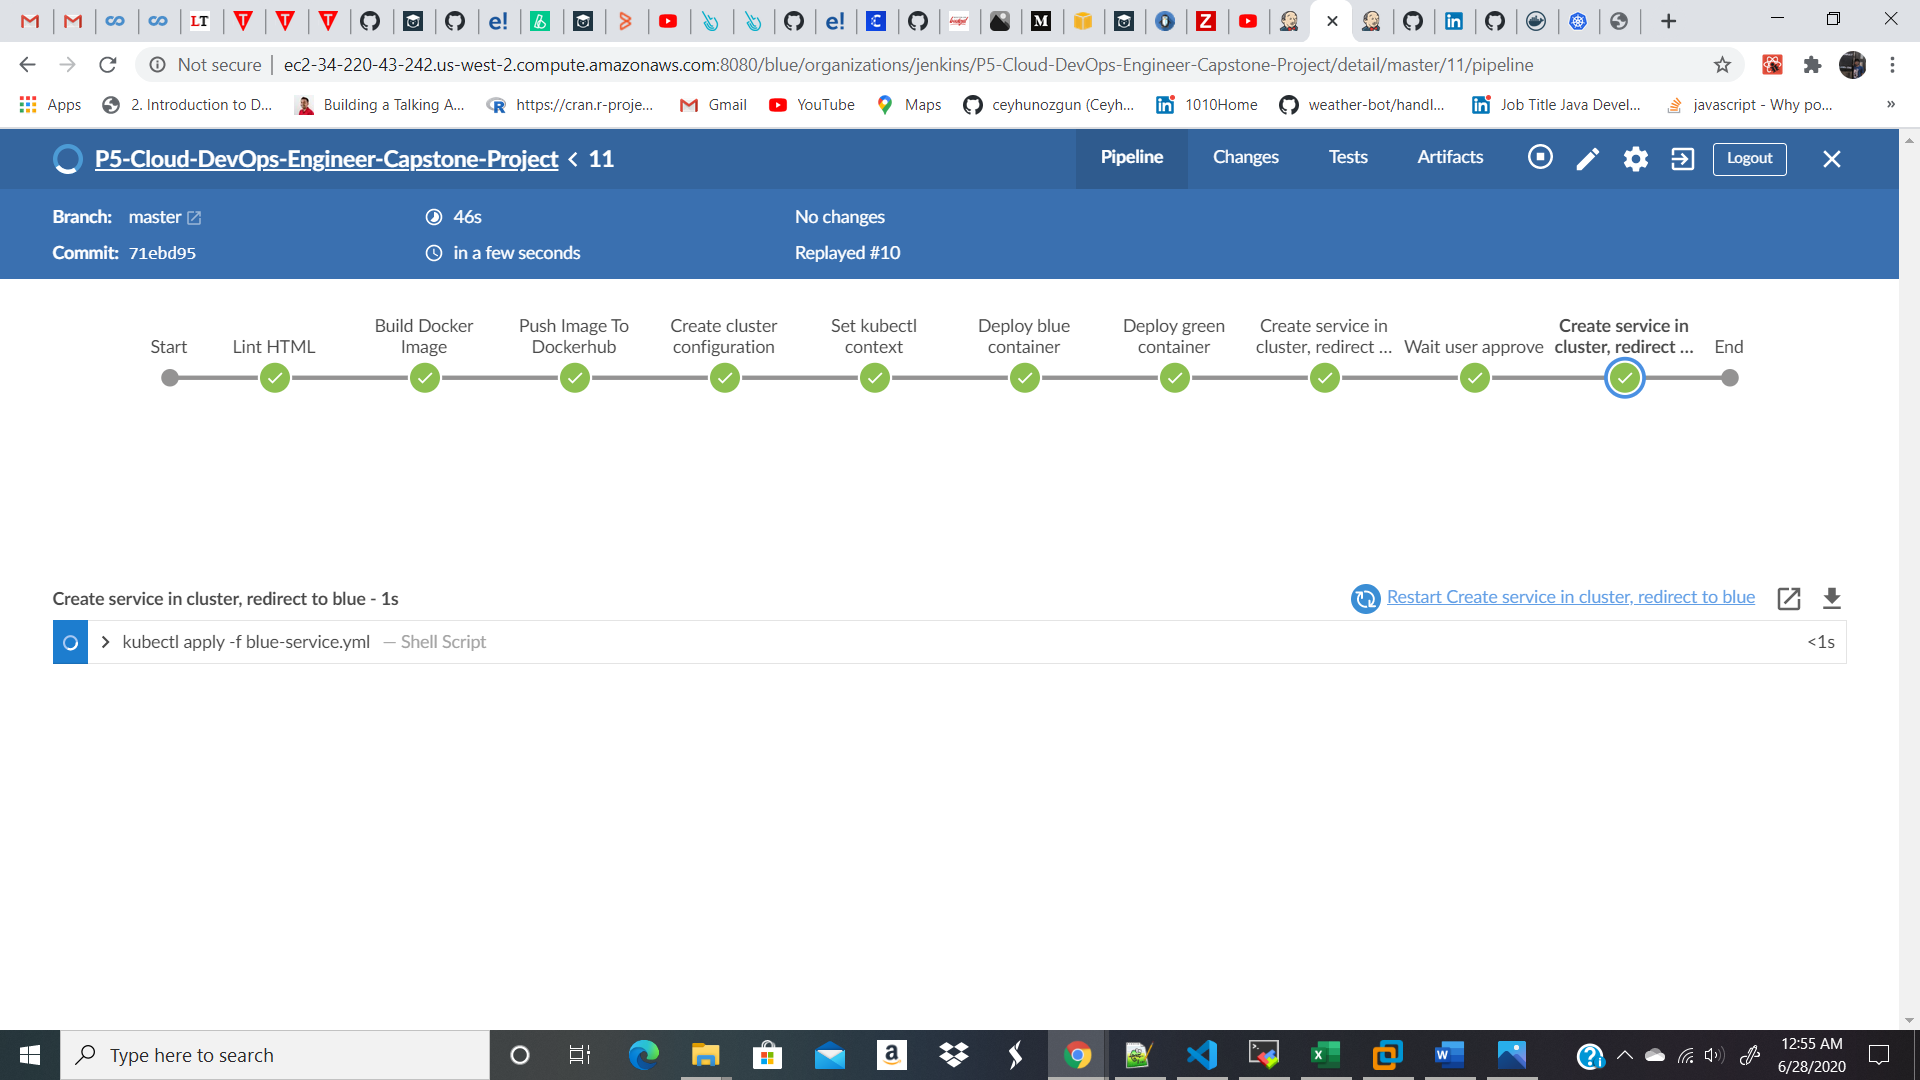 LT
e!
e!
M
Z
Not secure
ec2-34-220-43-242.us-west-2.compute.amazonaws.com:8080/blue/organizations/jenkins/P5-Cloud-DevOps-Engineer-Capstone-Project/detail/master/11/pipeline
Apps
2. Introduction to D...
Building a Talking A...
https://cran.r-proje...
Gmail
YouTube
Maps
ceyhunozgun (Ceyh...
1010Home
weather-bot/handl...
Job Title Java Devel...
javascript - Why po...
»
P5-Cloud-DevOps-Engineer-Capstone-Project < 11
Pipeline
Changes
Tests
Artifacts
Logout
Branch: master
46s
No changes
Commit: 71ebd95
in a few seconds
Replayed #10
Start
Lint HTML
Build Docker
Image
Push Image To
Dockerhub
Create cluster
configuration
Set kubectl
context
Deploy blue
container
Deploy green
container
Create service in
cluster, redirect ...
Wait user approve
Create service in
cluster, redirect ...
End
Create service in cluster, redirect to blue - 1s
Restart Create service in cluster, redirect to blue
kubectl apply -f blue-service.yml — Shell Script
<1s
Type here to search
12:55 AM
6/28/2020